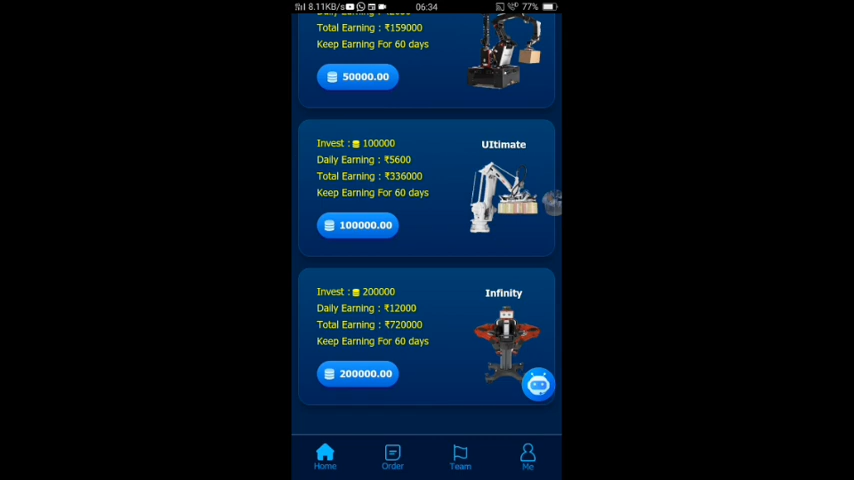 8.11KB/s
06:34
77%
Total Earning : ₹159000
Keep Earning For 60 days
50000.00
Invest : 100000
UItimate
Daily Earning : ₹5600
Total Earning : ₹336000
Keep Earning For 60 days
100000.00
Invest : 200000
Infinity
Daily Earning : ₹12000
Total Earning : ₹720000
Keep Earning For 60 days
200000.00
Home
Order
Team
Me